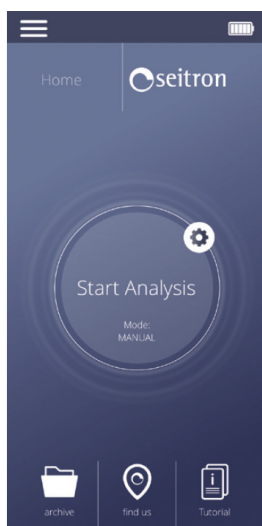 Home
seitron
Start Analysis
Mode:
MANUAL
archive
find us
Tutorial